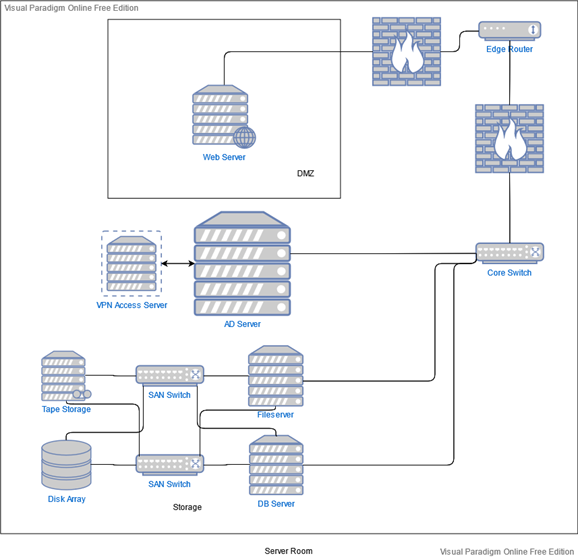 Visual Paradigm Online Free Edition
Edge Router
Web Server
DMZ
Core Switch
VPN Access Server
AD Server
SAN Switch
Tape Storage
Fileserver
SAN Switch
Disk Array
DB Server
Storage
Server Room
Visual Paradigm Online Free Edition